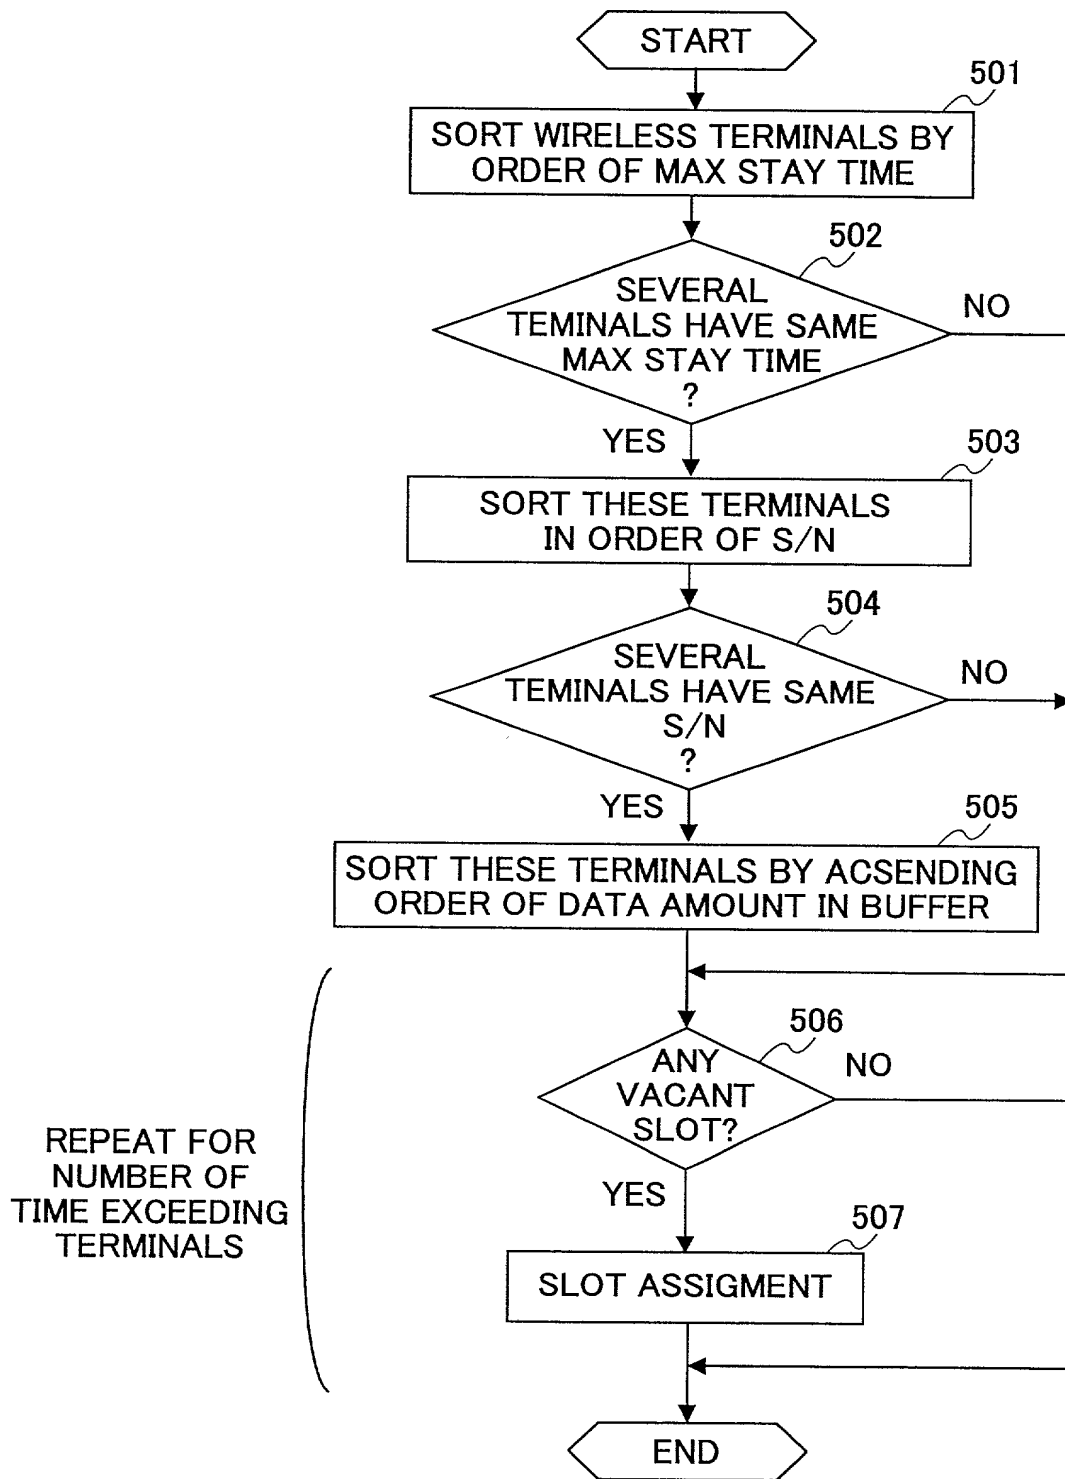 START
501
SORT WIRELESS TERMINALS BY
ORDER OF MAX STAY TIME
502
SEVERAL
TEMINALS HAVE SAME
MAX STAY TIME
?
NO
YES
503
SORT THESE TERMINALS
IN ORDER OF S/N
504
SEVERAL
TEMINALS HAVE SAME
S/N
?
NO
YES
505
SORT THESE TERMINALS BY ACSENDING
ORDER OF DATA AMOUNT IN BUFFER
506
ANY
VACANT
SLOT?
NO
REPEAT FOR
NUMBER OF
TIME EXCEEDING
TERMINALS
YES
507
SLOT ASSIGMENT
END